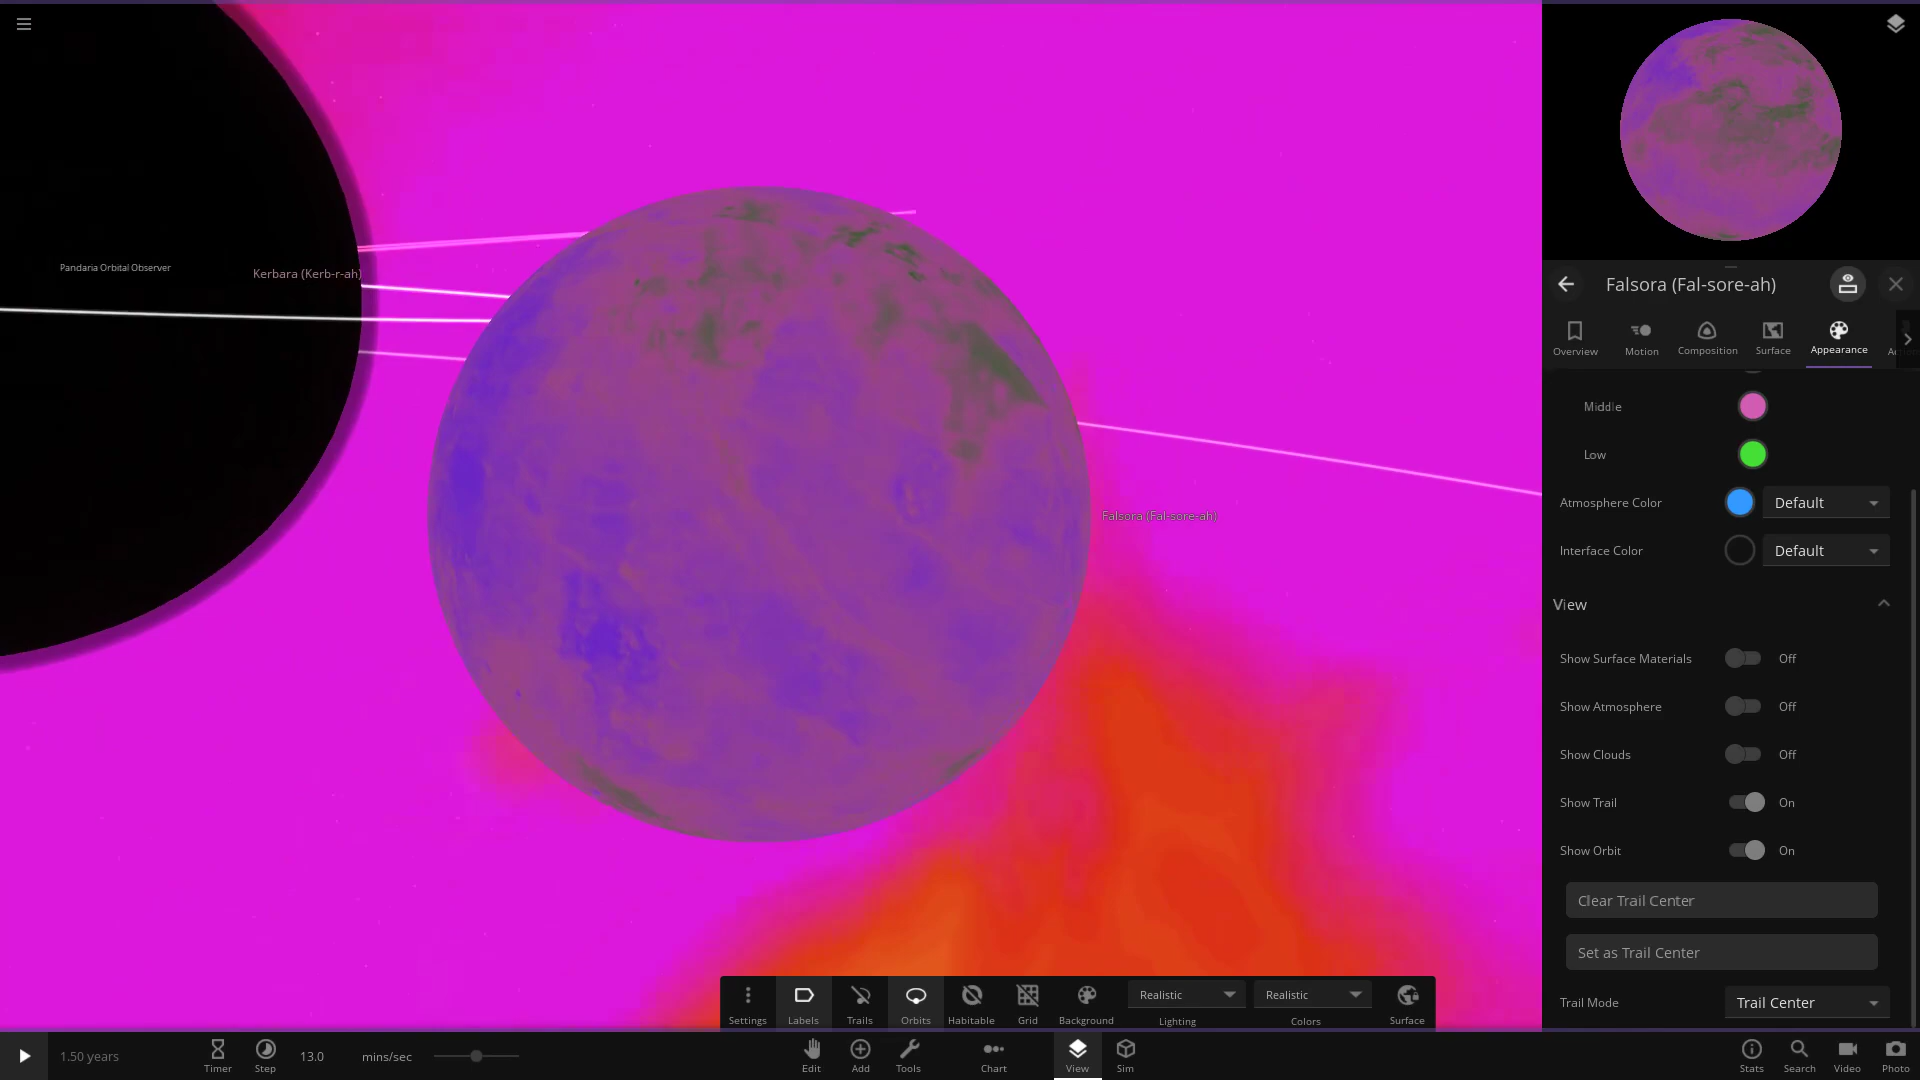 Pandaria Orbital Observer
Kerbara (Kerb-r-ah)
Falsora (Fal-sore-ah)
Falsora (Fal-sore-ah)
Overview
Motion
Composition
Surface
Appearance
Middle
Low
Atmosphere Color
Default
Interface Color
Default
View
Show Surface Materials
Off
Show Atmosphere
Off
Show Clouds
Off
Show Trail
On
Show Orbit
On
Clear Trail Center
Set as Trail Center
Trail Mode
Trail Center
Settings
Labels
Trails
Orbits
Habitable
Grid
Background
Realistic
Lighting
Realistic
Colors
Surface
1.50 years
Timer
Step
13.0
mins/sec
Edit
Add
Tools
Chart
View
Sim
Stats
Search
Video
Photo